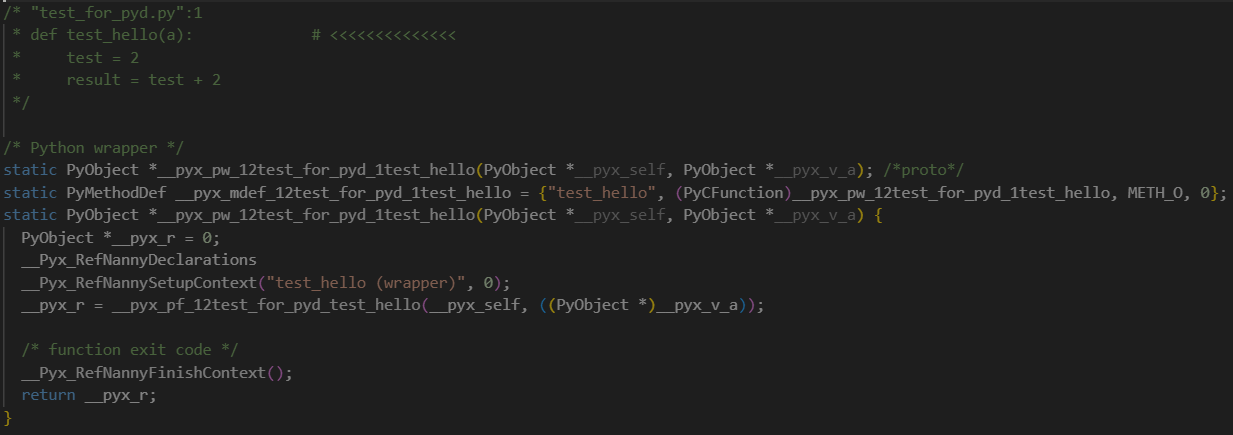 /* "test_for_pyd.py":1
 * def test_hello(a):             # <<<<<<<<<<<<<<
 *     test = 2
 *     result = test + 2
 */
/* Python wrapper */
static PyObject *__pyx_pw_12test_for_pyd_1test_hello(PyObject *__pyx_self, PyObject *__pyx_v_a); /*proto*/
static PyMethodDef __pyx_mdef_12test_for_pyd_1test_hello = {"test_hello", (PyCFunction)__pyx_pw_12test_for_pyd_1test_hello, METH_O, 0};
static PyObject *__pyx_pw_12test_for_pyd_1test_hello(PyObject *__pyx_self, PyObject *__pyx_v_a) {
  PyObject *__pyx_r = 0;
  __Pyx_RefNannyDeclarations
  __Pyx_RefNannySetupContext("test_hello (wrapper)", 0);
  __pyx_r = __pyx_pf_12test_for_pyd_test_hello(__pyx_self, ((PyObject *)__pyx_v_a));
  /* function exit code */
  __Pyx_RefNannyFinishContext();
  return __pyx_r;
}